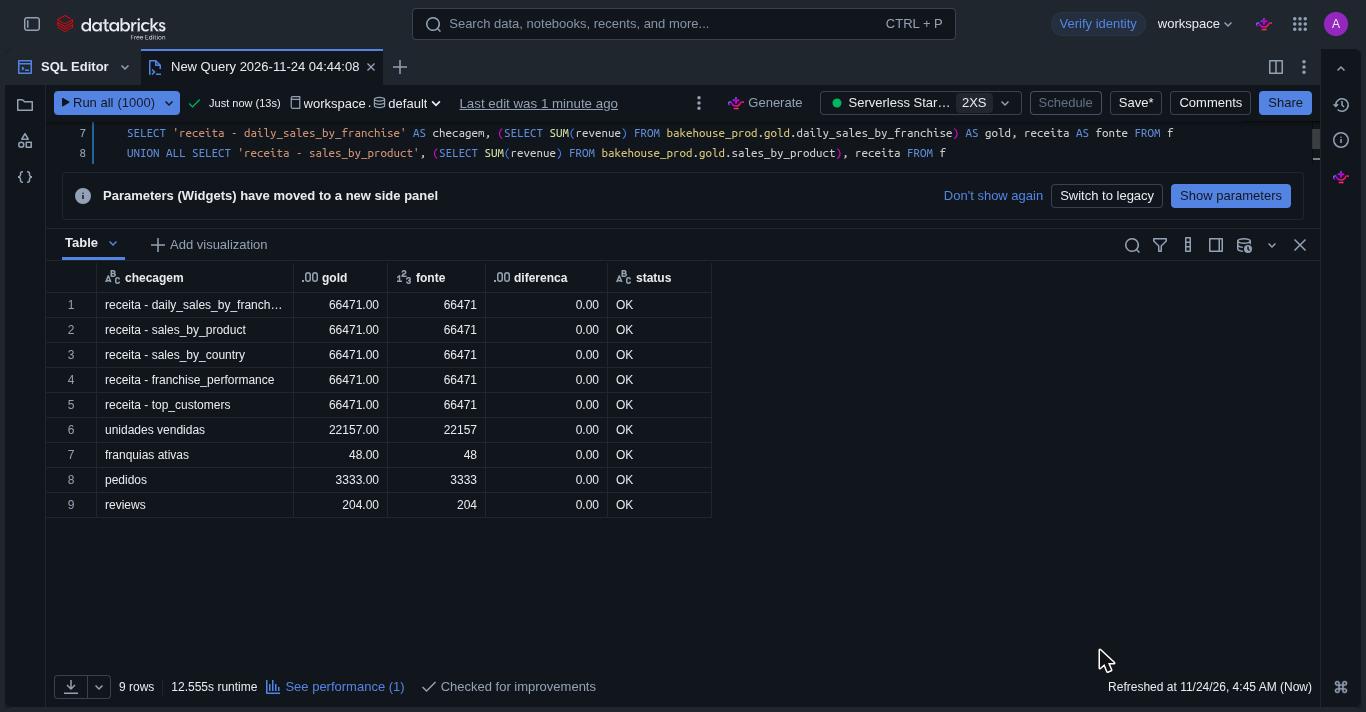 databricks
Free Edition
Search data, notebooks, recents, and more... CTRL + P
Verify identity
workspace
A
SQL Editor
New Query 2026-11-24 04:44:08
Run all (1000)
Just now (13s)
workspace . default
Last edit was 1 minute ago
Generate
Serverless Star... 2XS
Schedule
Save*
Comments
Share
7 SELECT 'receita - daily_sales_by_franchise' AS checagem, (SELECT SUM(revenue) FROM bakehouse_prod.gold.daily_sales_by_franchise) AS gold, receita AS fonte FROM f
8 UNION ALL SELECT 'receita - sales_by_product', (SELECT SUM(revenue) FROM bakehouse_prod.gold.sales_by_product), receita FROM f
Parameters (Widgets) have moved to a new side panel
Don't show again
Switch to legacy
Show parameters
Table
Add visualization
checagem gold fonte diferenca status
1 receita - daily_sales_by_franch... 66471.00 66471 0.00 OK
2 receita - sales_by_product 66471.00 66471 0.00 OK
3 receita - sales_by_country 66471.00 66471 0.00 OK
4 receita - franchise_performance 66471.00 66471 0.00 OK
5 receita - top_customers 66471.00 66471 0.00 OK
6 unidades vendidas 22157.00 22157 0.00 OK
7 franquias ativas 48.00 48 0.00 OK
8 pedidos 3333.00 3333 0.00 OK
9 reviews 204.00 204 0.00 OK
9 rows
12.555s runtime
See performance (1)
Checked for improvements
Refreshed at 11/24/26, 4:45 AM (Now)